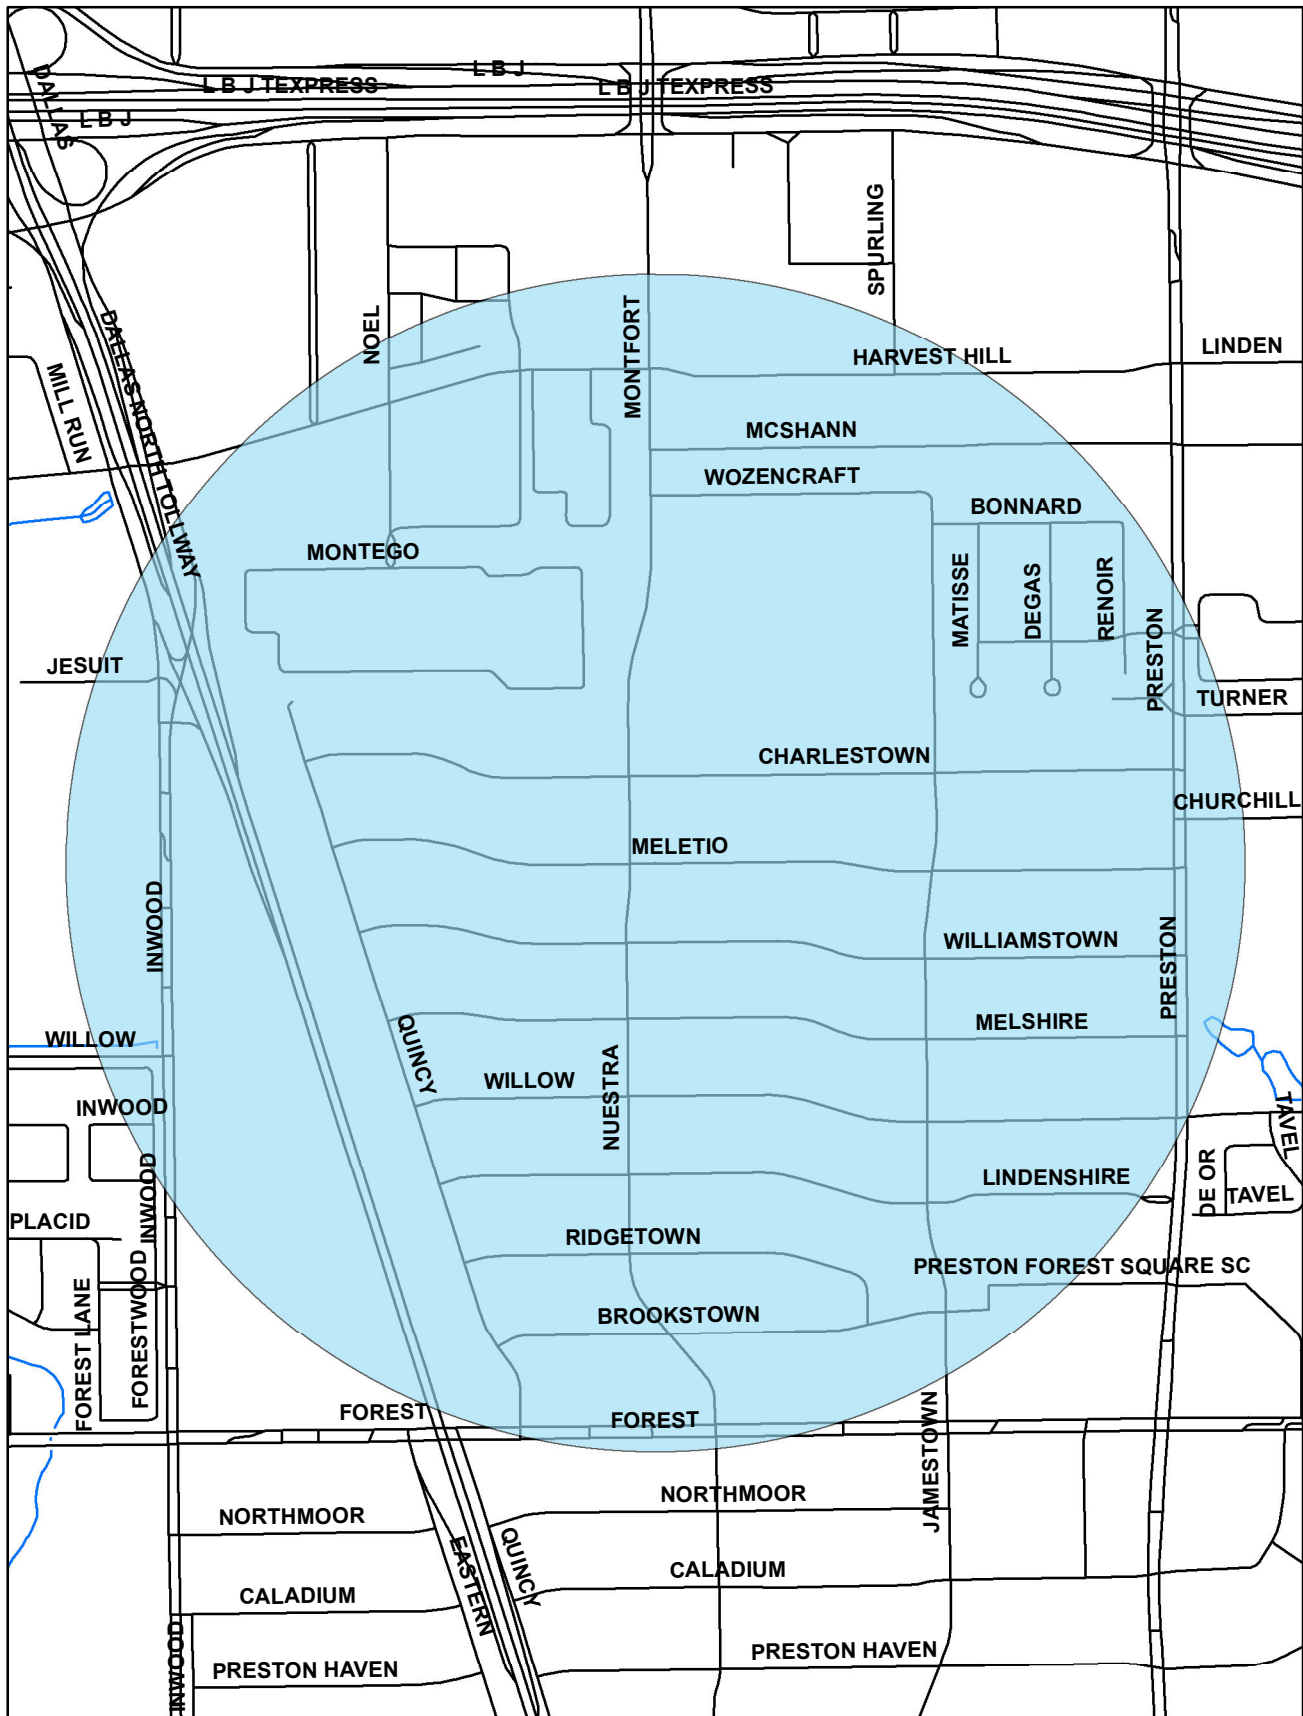 L B J
DALLAS
L B J TEXPRESS
L B J TEXPRESS
L B J
SPURLING
NOEL
MONTFORT
DALLAS NORTH TOLLWAY
HARVEST HILL
LINDEN
MILL RUN
MCSHANN
WOZENCRAFT
BONNARD
MONTEGO
MATISSE
DEGAS
RENOIR
PRESTON
JESUIT
TURNER
CHARLESTOWN
CHURCHILL
MELETIO
INWOOD
WILLIAMSTOWN
PRESTON
MELSHIRE
QUINCY
WILLOW
NUESTRA
WILLOW
INWOOD
TAVEL
INWOOD
LINDENSHIRE
DE OR
TAVEL
PLACID
RIDGETOWN
PRESTON FOREST SQUARE SC
FOREST LANE
FORESTWOOD
BROOKSTOWN
FOREST
FOREST
JAMESTOWN
NORTHMOOR
NORTHMOOR
EASTERN
QUINCY
CALADIUM
CALADIUM
INWOOD
PRESTON HAVEN
PRESTON HAVEN